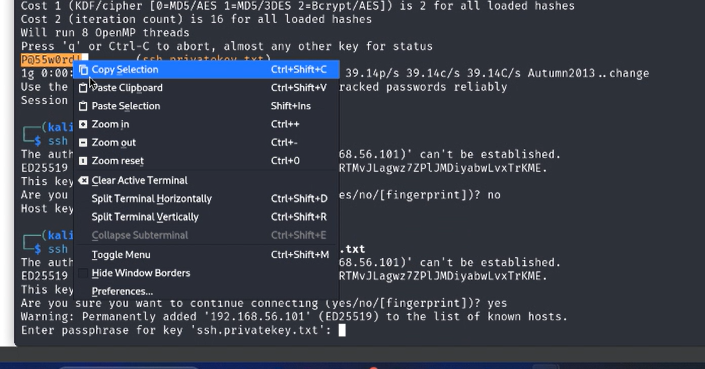 Cost 1 (KDF/cipher [0=MD5/AES 1=MD5/3DES 2=Bcrypt/AES]) is 2 for all loaded hashes
Cost 2 (iteration count) is 16 for all loaded hashes
Will run 8 OpenMP threads
Press 'q' or Ctrl-C to abort, almost any other key for status
P@55w0rd! (ssh.privatekey.txt)
1g 0:00: 39.14p/s 39.14c/s 39.14C/s Autumn2013..change
Use the racked passwords reliably
Session
Copy Selection Ctrl+Shift+C
Paste Clipboard Ctrl+Shift+V
Paste Selection Shift+Ins
Zoom in Ctrl++
Zoom out Ctrl+-
Zoom reset Ctrl+0
Clear Active Terminal
Split Terminal Horizontally Ctrl+Shift+D
Split Terminal Vertically Ctrl+Shift+R
Collapse Subterminal Ctrl+Shift+E
Toggle Menu Ctrl+Shift+M
Hide Window Borders
Preferences...
(kali
$ ssh
The auth 68.56.101)' can't be established.
ED25519 RTMvJLagwz7ZPlJMDiyabwLvxTrKME.
This key
Are you es/no/[fingerprint])? no
Host key
(kali
$ ssh .txt
The auth 68.56.101)' can't be established.
ED25519 RTMvJLagwz7ZPlJMDiyabwLvxTrKME.
This key
Are you sure you want to continue connecting (yes/no/[fingerprint])? yes
Warning: Permanently added '192.168.56.101' (ED25519) to the list of known hosts.
Enter passphrase for key 'ssh.privatekey.txt':